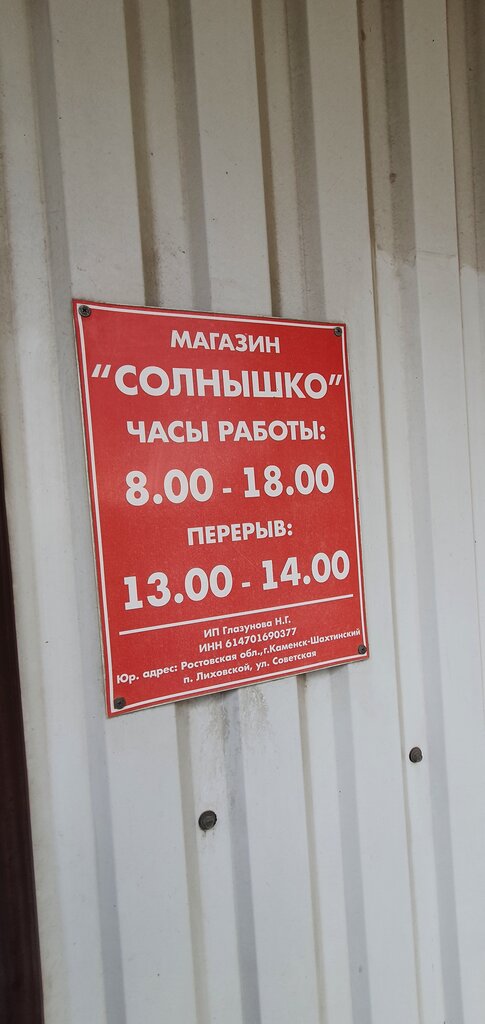 МАГАЗИН
“СОЛНЫШКО”
ЧАСЫ РАБОТЫ:
8.00 - 18.00
ПЕРЕРЫВ:
13.00 - 14.00
ИП Глазунова Н.Г.
ИНН 614701690377
Юр. адрес: Ростовская обл.,г.Каменск-Шахтинский
п. Лиховской, ул. Советская